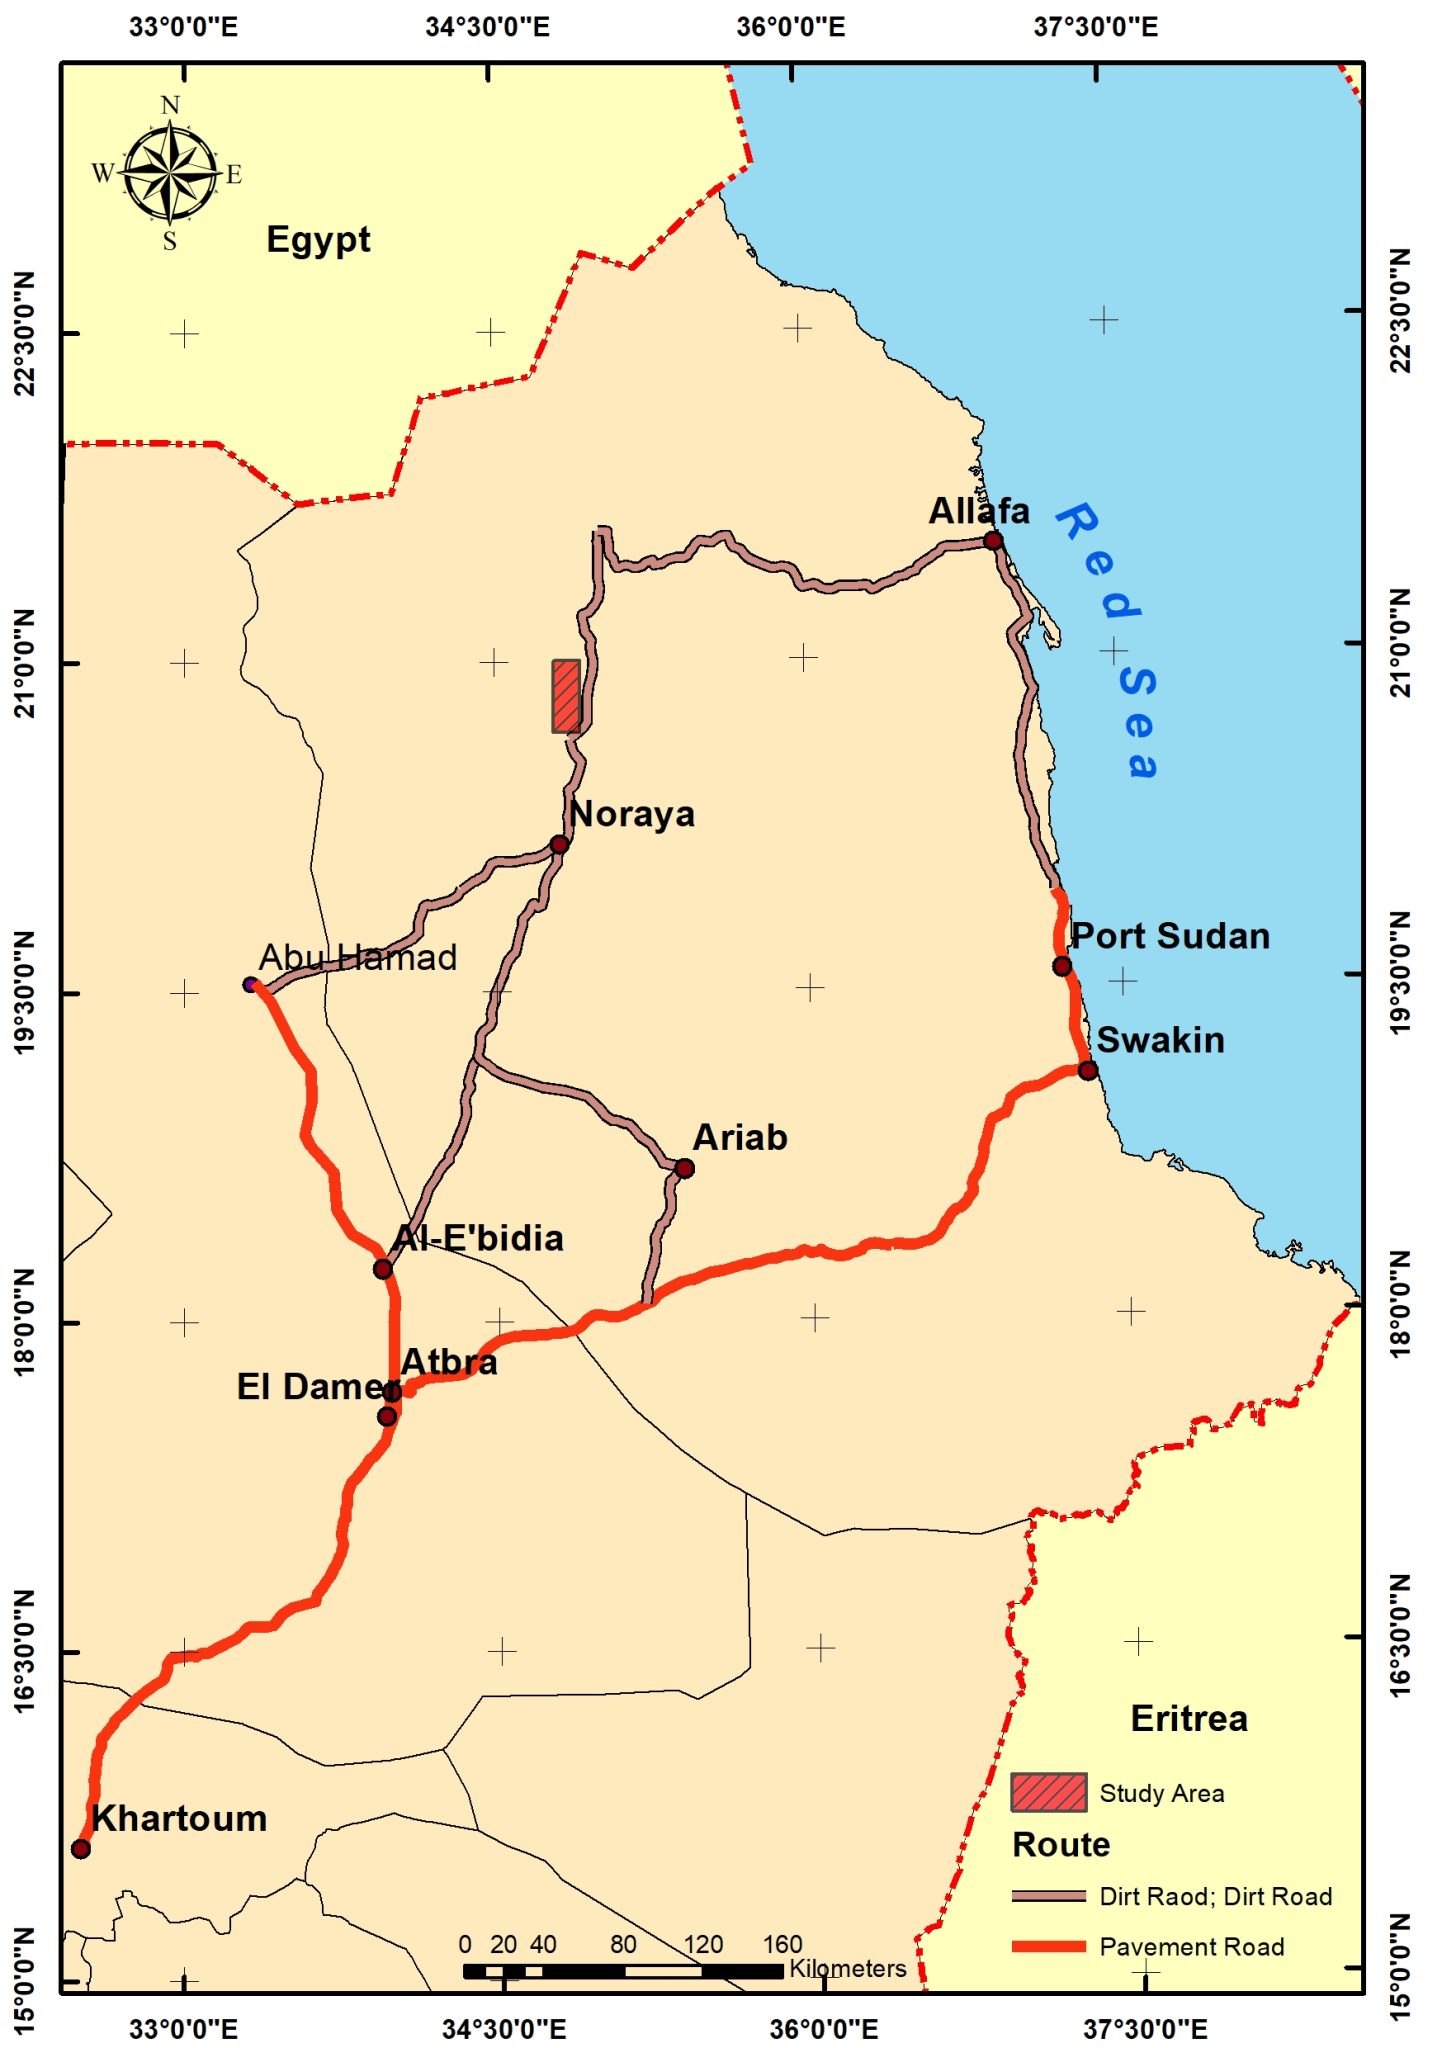 33°0'0"E 34°30'0"E 36°0'0"E 37°30'0"E
N
W E
S
Egypt
22°30'0"N 22°30'0"N
Allafa
Red Sea
21°0'0"N 21°0'0"N
Noraya
Port Sudan
Abu Hamad
19°30'0"N 19°30'0"N
Swakin
Ariab
Al-E'bidia
18°0'0"N 18°0'0"N
Atbra
El Damer
16°30'0"N 16°30'0"N
Eritrea
Study Area
Khartoum
Route
Dirt Raod; Dirt Road
Pavement Road
0 20 40 80 120 160
Kilometers
15°0'0"N 15°0'0"N
33°0'0"E 34°30'0"E 36°0'0"E 37°30'0"E